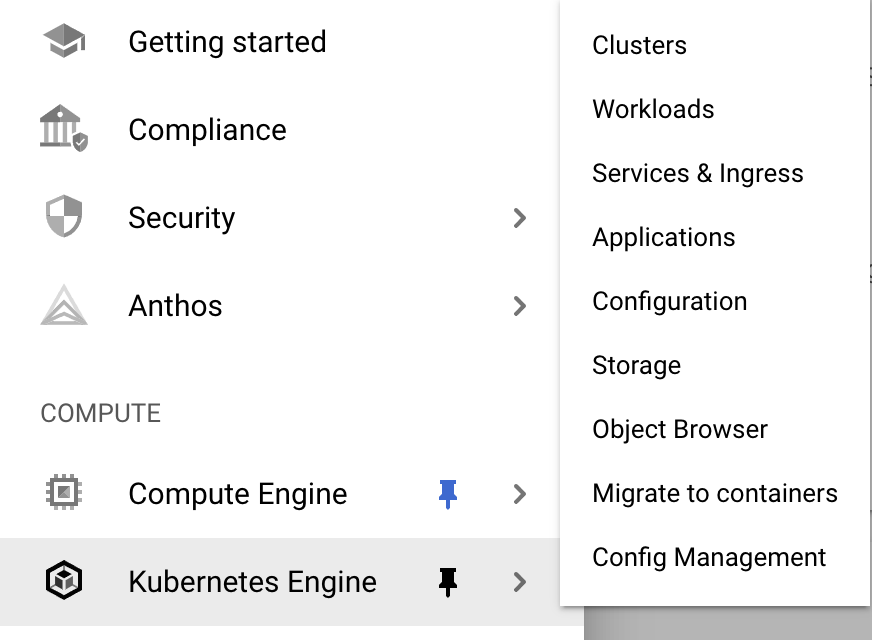 Getting started
Compliance
Security
Anthos
COMPUTE
Compute Engine
Kubernetes Engine
Clusters
Workloads
Services & Ingress
Applications
Configuration
Storage
Object Browser
Migrate to containers
Config Management